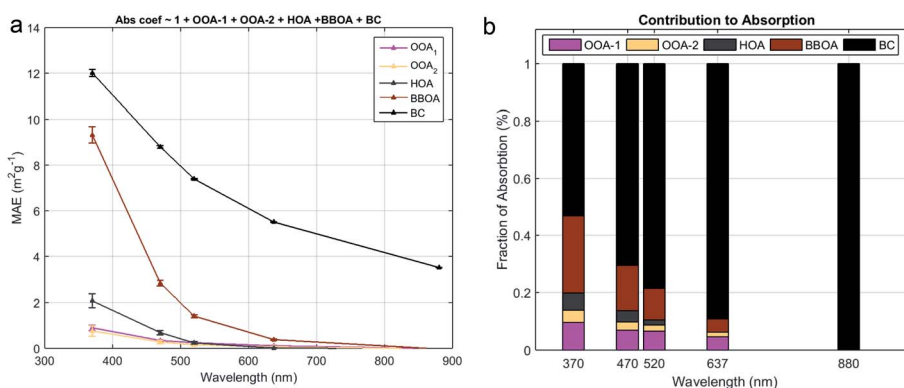 a
Abs coef ~ 1 + OOA-1 + OOA-2 + HOA +BBOA + BC
14
12
10
8
6
4
2
0
MAE (m²g⁻¹)
300 400 500 600 700 800 900
Wavelength (nm)
OOA₁
OOA₂
HOA
BBOA
BC
b
Contribution to Absorption
OOA-1 OOA-2 HOA BBOA BC
1
0.8
0.6
0.4
0.2
0
Fraction of Absorbtion (%)
370 470 520 637 880
Wavelength (nm)